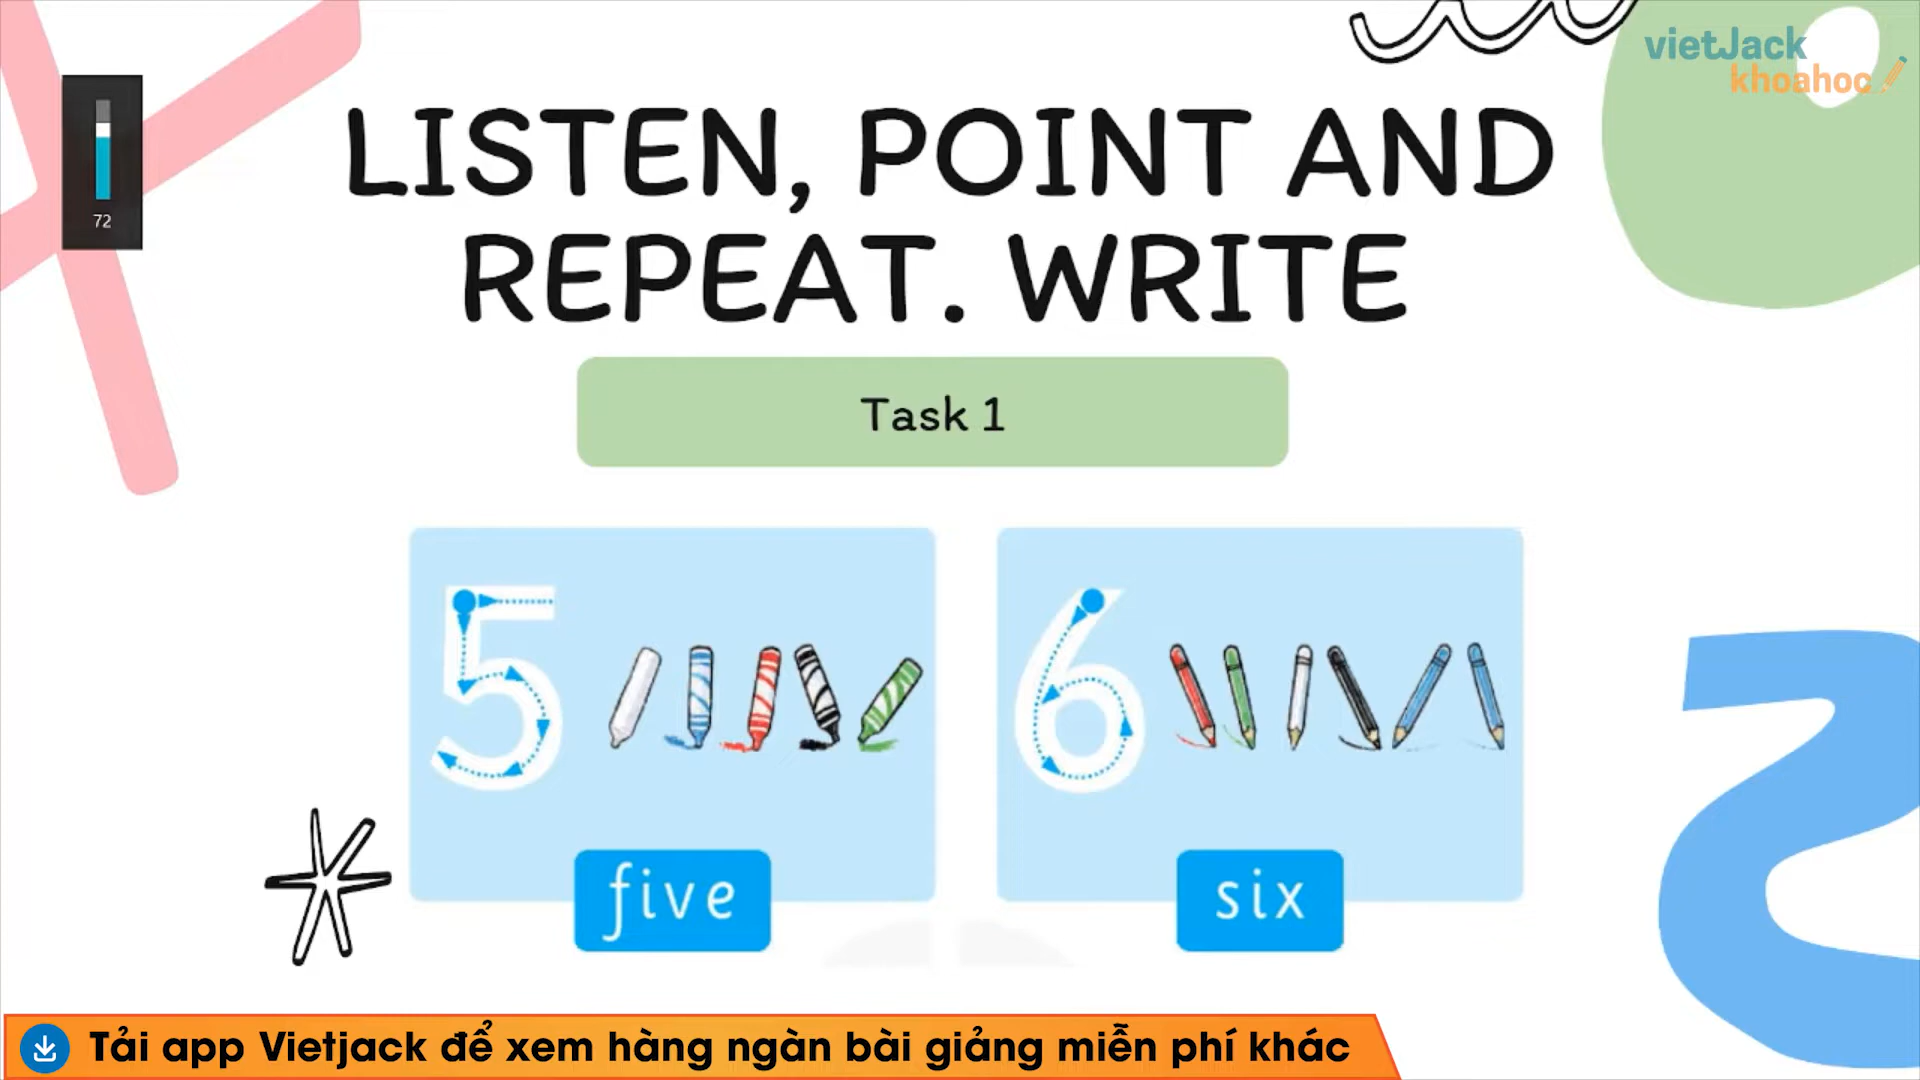 vietJack
khoahoc
72
LISTEN, POINT AND
REPEAT. WRITE
Task 1
5
6
five
six
Tải app Vietjack để xem hàng ngàn bài giảng miễn phí khác